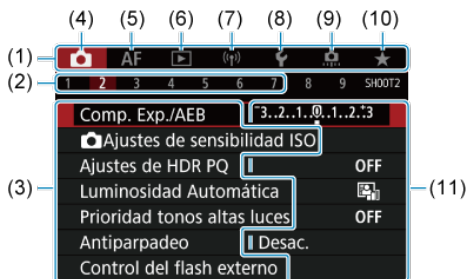 (4) (5) (6) (7) (8) (9) (10)
(1) AF
(2) 1 2 3 4 5 6 7 8 9 SHOOT2
Comp. Exp./AEB -3..2..1..0..1..2.+3
Ajustes de sensibilidad ISO
Ajustes de HDR PQ OFF
(3) Luminosidad Automática (11)
Prioridad tonos altas luces OFF
Antiparpadeo Desac.
Control del flash externo